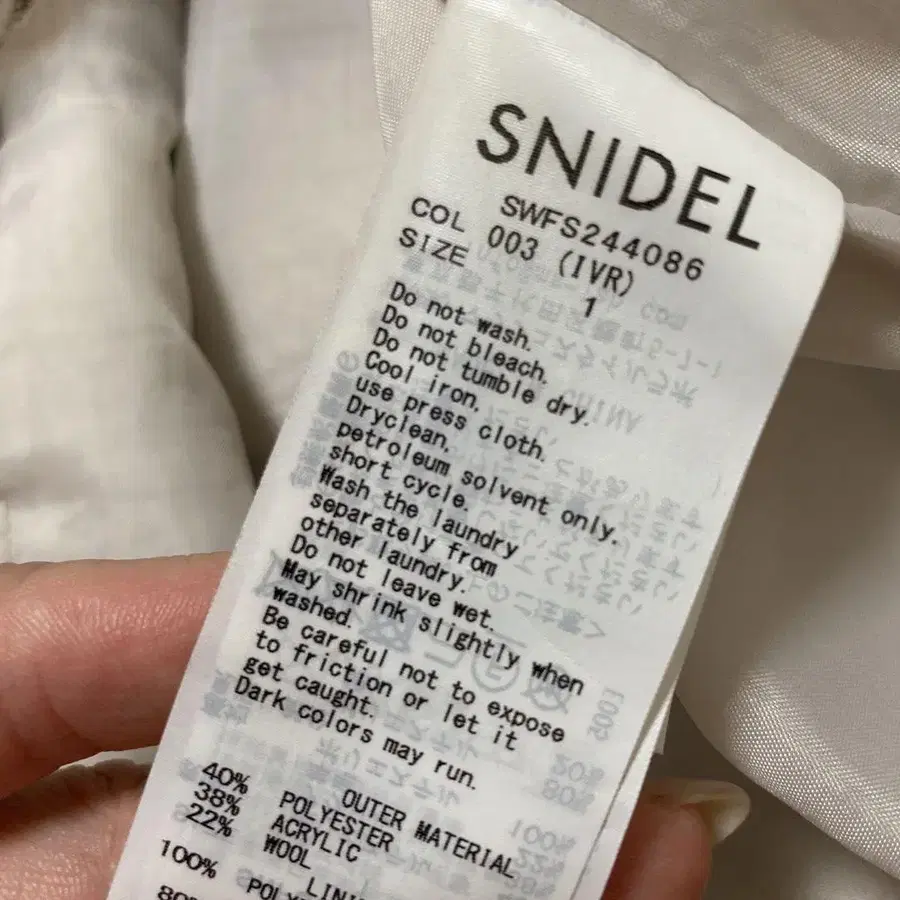 SNIDEL
SWFS244086
COL 003 (IVR)
SIZE 1
Do not wash.
Do not bleach.
Do not tumble dry.
Cool iron,
use press cloth.
Dryclean,
petroleum solvent only.
short cycle.
Wash the laundry
separately from
other laundry.
Do not leave wet.
May shrink slightly when
washed.
Be careful not to expose
to friction or let it
get caught.
Dark colors may run.
OUTER MATERIAL
40% POLYESTER
38% ACRYLIC
22% WOOL
100%